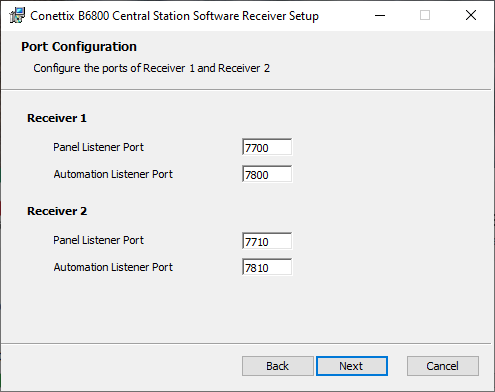 Conettix B6800 Central Station Software Receiver Setup
Port Configuration
Configure the ports of Receiver 1 and Receiver 2
Receiver 1
Panel Listener Port 7700
Automation Listener Port 7800
Receiver 2
Panel Listener Port 7710
Automation Listener Port 7810
Back Next Cancel